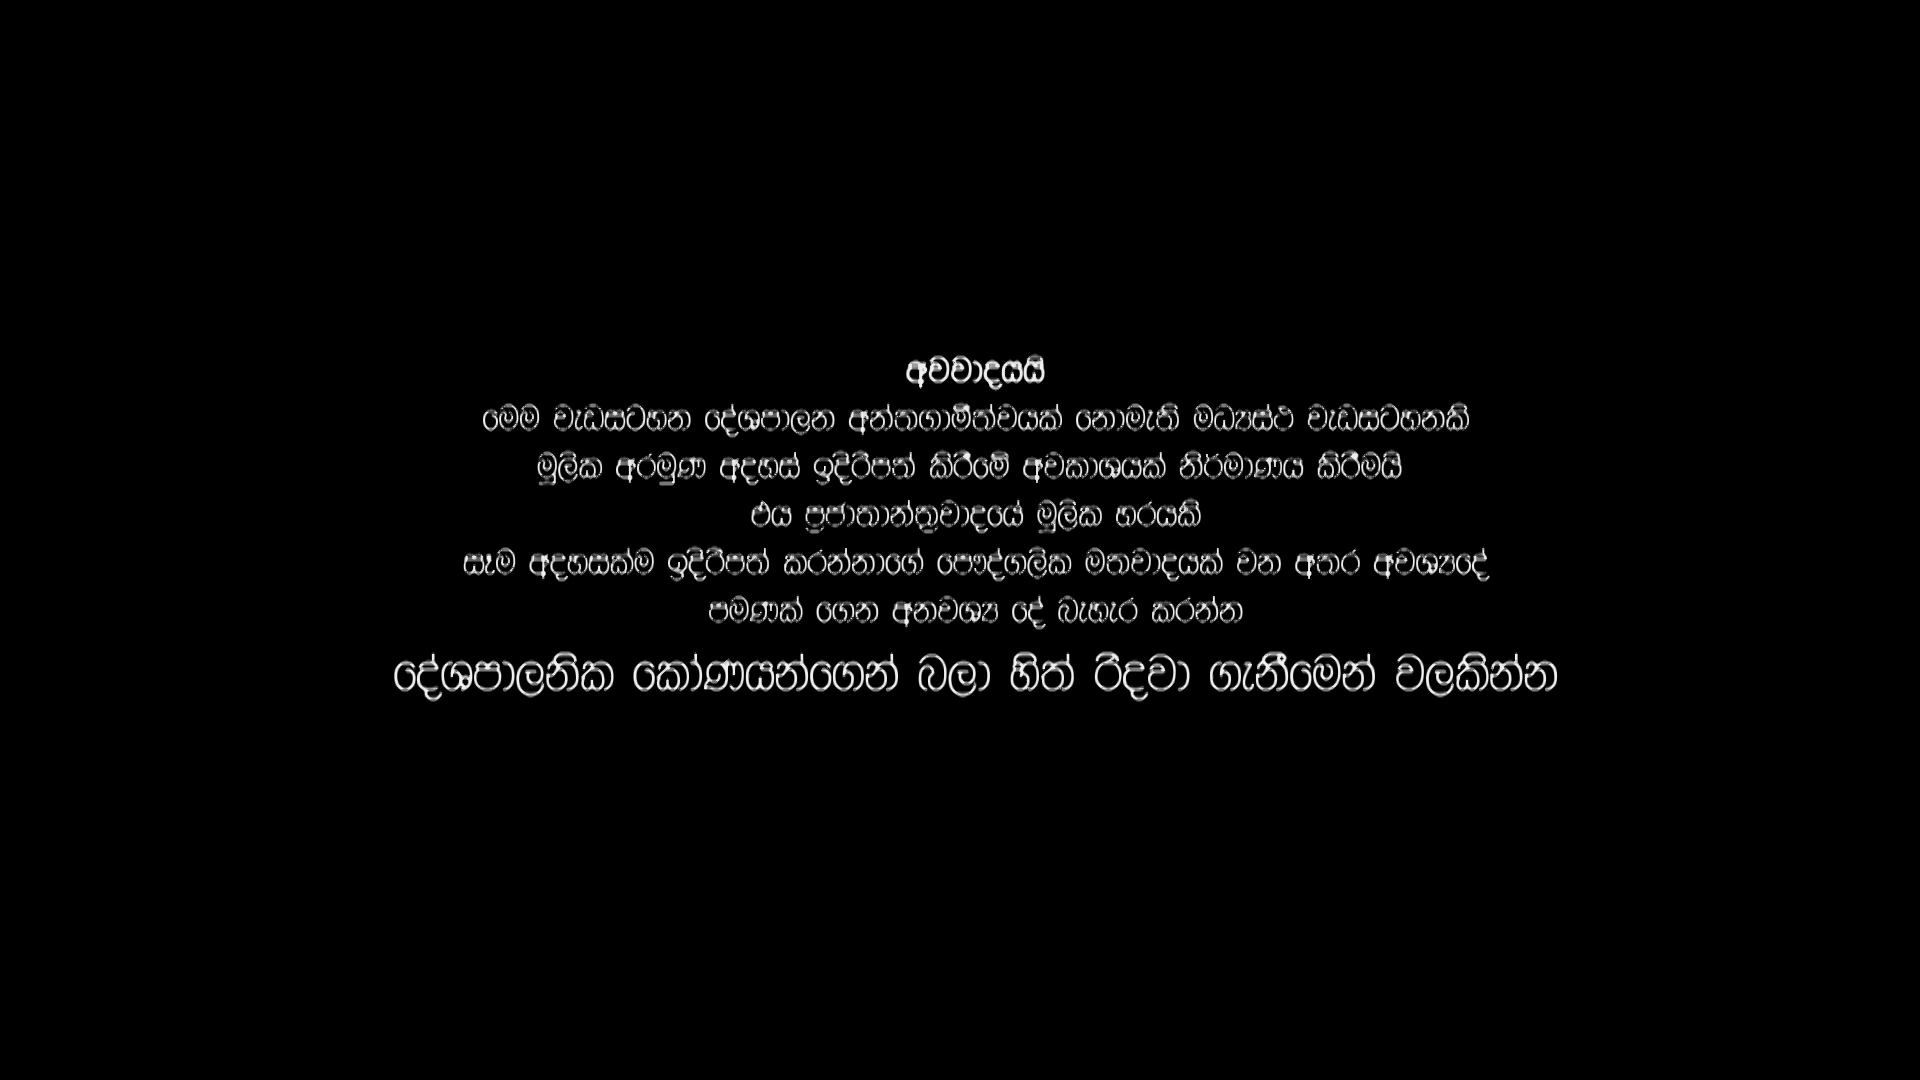 අවවාදයයි
මෙම වැඩසටහන දේශපාලන අන්තගාමීත්වයක් නොමැති මධ්‍යස්ථ වැඩසටහනකි
මූලික අරමුණ අදහස් ඉදිරිපත් කිරීමේ අවකාශයක් නිර්මාණය කිරීමයි
එය ප්‍රජාතාන්ත්‍රවාදයේ මූලික හරයකි
සෑම අදහසක්ම ඉදිරිපත් කරන්නාගේ පෞද්ගලික මතවාදයක් වන අතර අවශ්‍යදේ
පමණක් ගෙන අනවශ්‍ය දේ බැහැර කරන්න
දේශපාලනික කෝණයන්ගෙන් බලා හිත් රිදවා ගැනීමෙන් වලකින්න